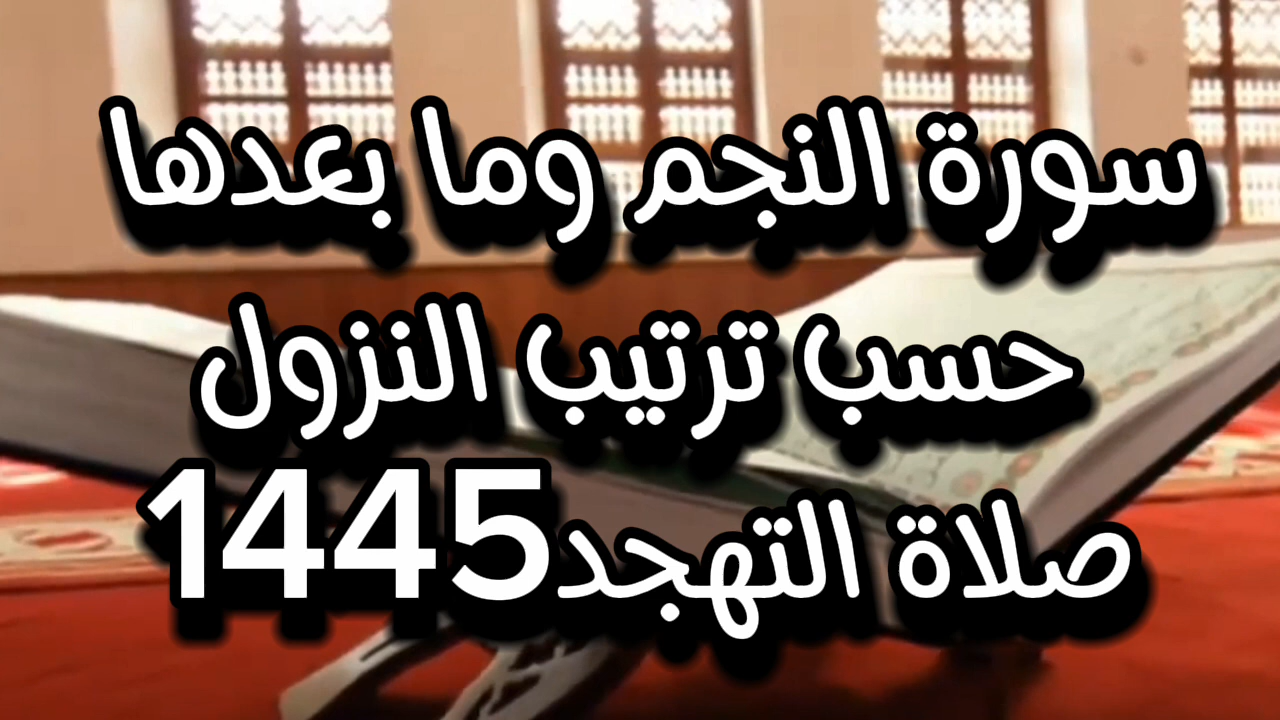 سورة النجم وما بعدها
حسب ترتيب النزول
صلاة التهجد1445